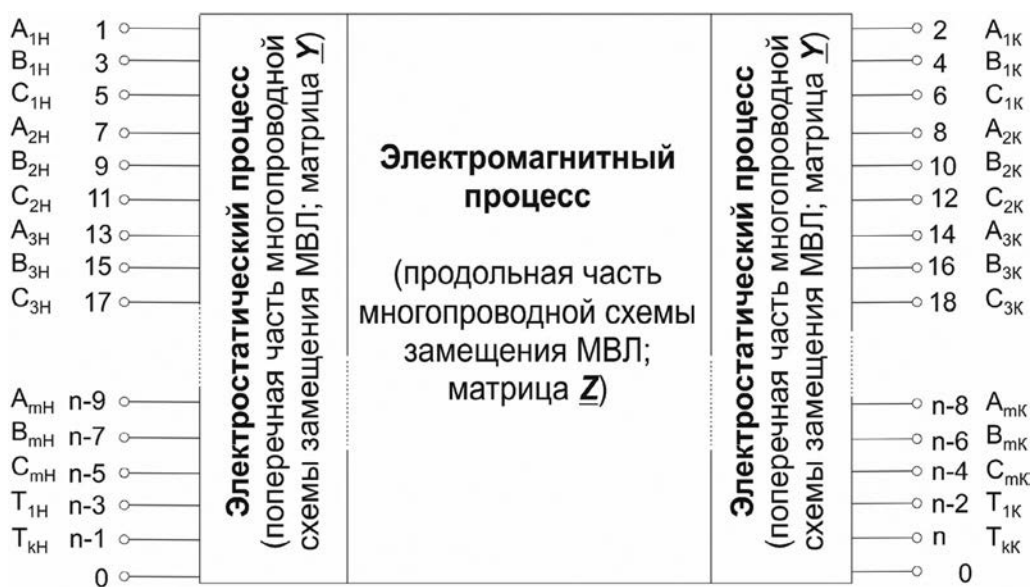 A1Н 1
B1Н 3
C1Н 5
A2Н 7
B2Н 9
C2Н 11
A3Н 13
B3Н 15
C3Н 17
AmН n-9
BmН n-7
CmН n-5
T1Н n-3
TkН n-1
0
Электростатический процесс
(поперечная часть многопроводной
схемы замещения МВЛ; матрица Y)
Электромагнитный
процесс
(продольная часть
многопроводной схемы
замещения МВЛ;
матрица Z)
Электростатический процесс
(поперечная часть многопроводной
схемы замещения МВЛ; матрица Y)
2 A1К
4 B1К
6 C1К
8 A2К
10 B2К
12 C2К
14 A3К
16 B3К
18 C3К
n-8 AmК
n-6 BmК
n-4 CmК
n-2 T1К
n TkК
0